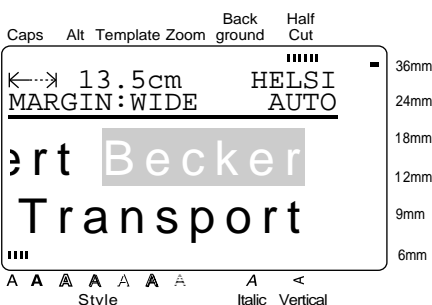 Back Half
Caps Alt Template Zoom ground Cut
13.5cm HELSI
MARGIN:WIDE AUTO
ert Becker
Transport
36mm
24mm
18mm
12mm
9mm
6mm
A A A A A A A A <
Style Italic Vertical